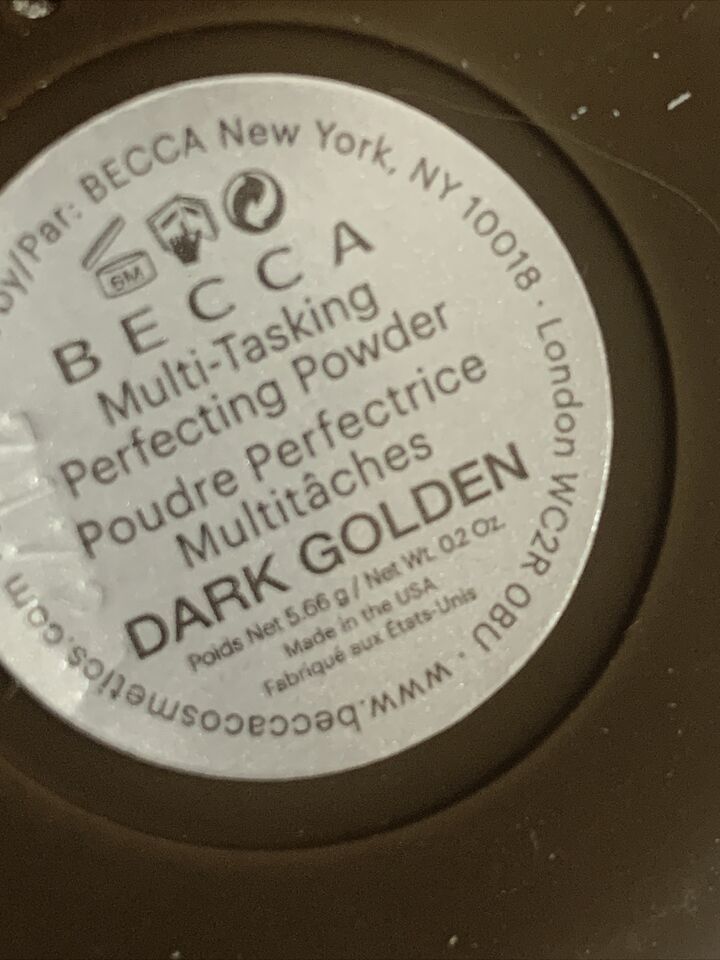 by/Par: BECCA New York, NY 10018 · London WC2R 0BU · www.beccacosmetics.com
6M
BECCA
Multi-Tasking
Perfecting Powder
Poudre Perfectrice
Multitâches
DARK GOLDEN
Poids Net 5.66 g / Net Wt. 0.2 Oz.
Made in the USA
Fabriqué aux États-Unis